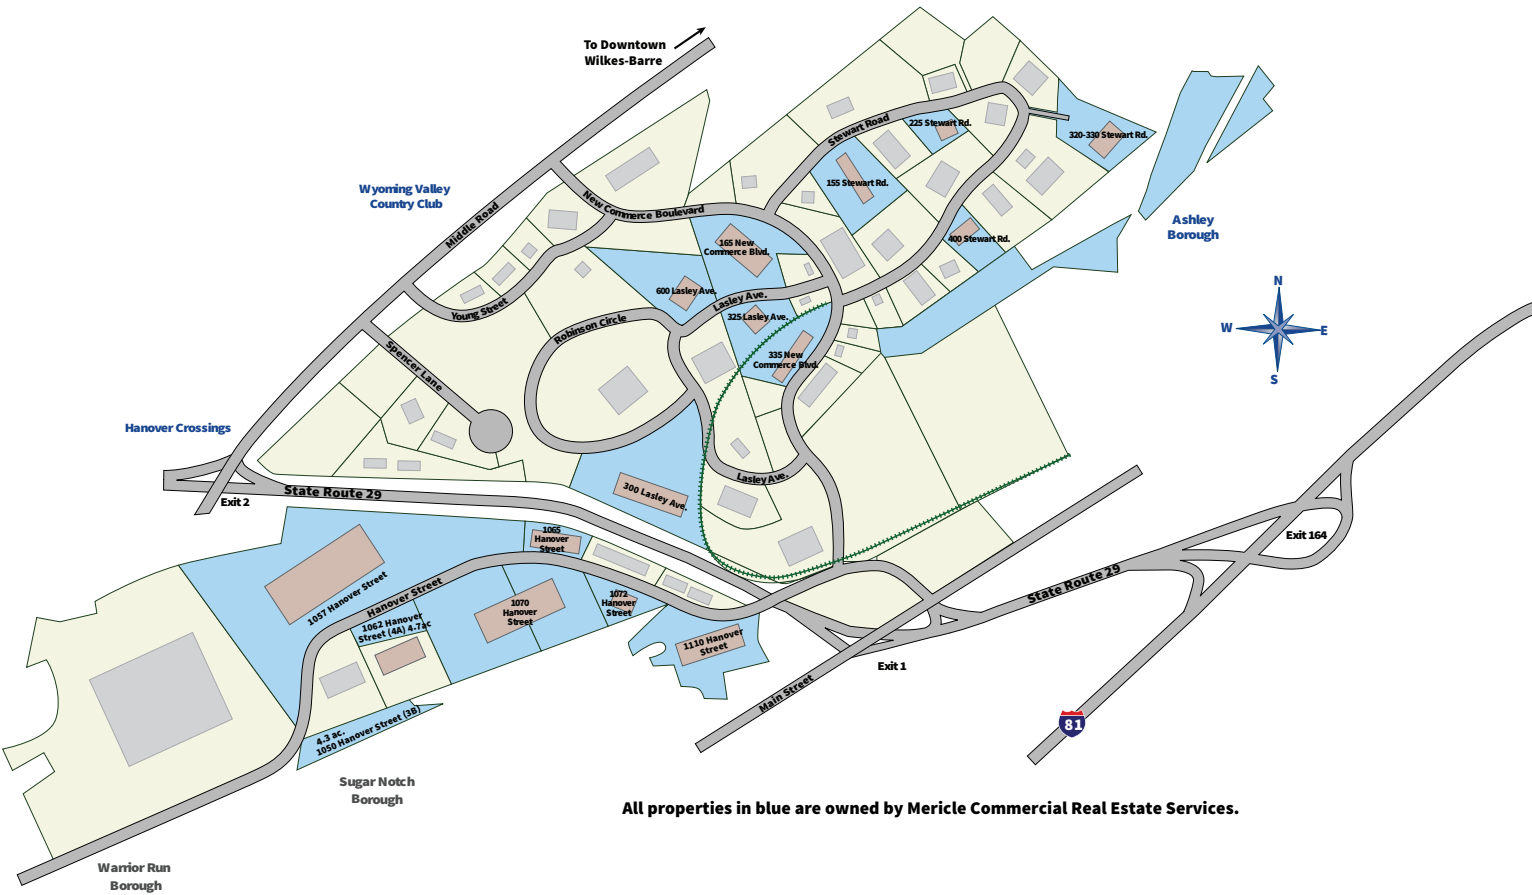 To Downtown
Wilkes-Barre
Wyoming Valley
Country Club
Middle Road
New Commerce Boulevard
Stewart Road
225 Stewart Rd.
320-330 Stewart Rd.
155 Stewart Rd.
400 Stewart Rd.
Ashley
Borough
165 New
Commerce Blvd.
600 Lasley Ave.
Lasley Ave.
325 Lasley Ave.
335 New
Commerce Blvd.
Young Street
Robinson Circle
Spencer Lane
N
W
E
S
Hanover Crossings
Exit 2
State Route 29
300 Lasley Ave.
Lasley Ave.
1065
Hanover
Street
1057 Hanover Street
Hanover Street
1062 Hanover
Street (4A) 4.7ac
1070
Hanover
Street
1072
Hanover
Street
1110 Hanover
Street
Exit 164
State Route 29
Exit 1
Main Street
81
4.3 ac.
1050 Hanover Street (3B)
Sugar Notch
Borough
Warrior Run
Borough
All properties in blue are owned by Mericle Commercial Real Estate Services.